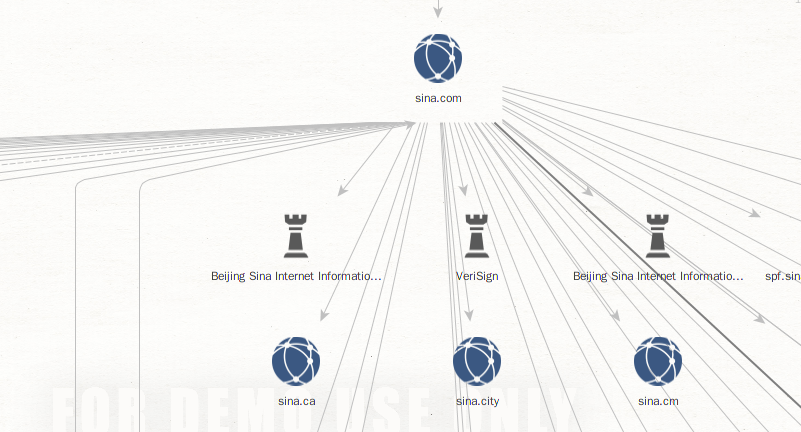 sina.com
Beijing Sina Internet Informatio...
VeriSign
Beijing Sina Internet Informatio...
spf.sin
sina.ca
sina.city
sina.cm
FOR DEMO USE ONLY